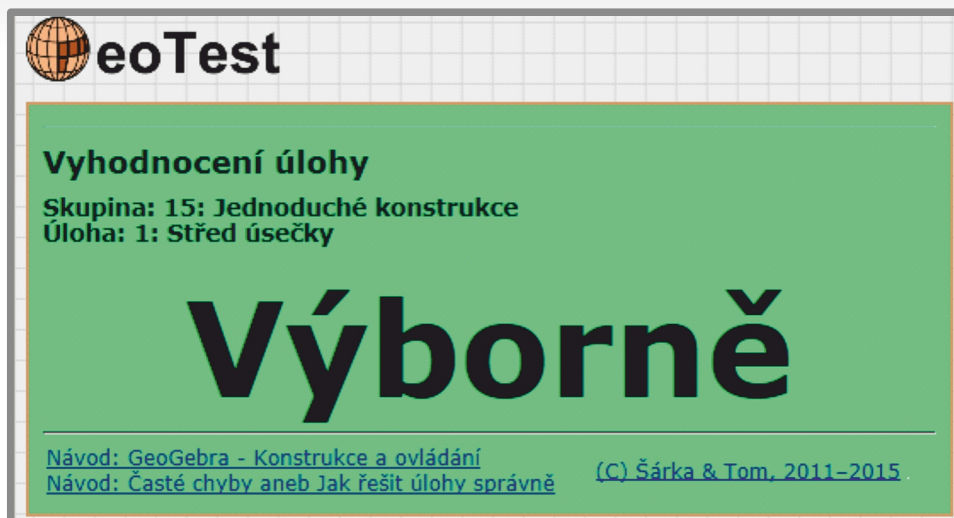 GeoTest
Vyhodnocení úlohy
Skupina: 15: Jednoduché konstrukce
Úloha: 1: Střed úsečky
Výborně
Návod: GeoGebra - Konstrukce a ovládání
Návod: Časté chyby aneb Jak řešit úlohy správně
(C) Šárka & Tom, 2011–2015